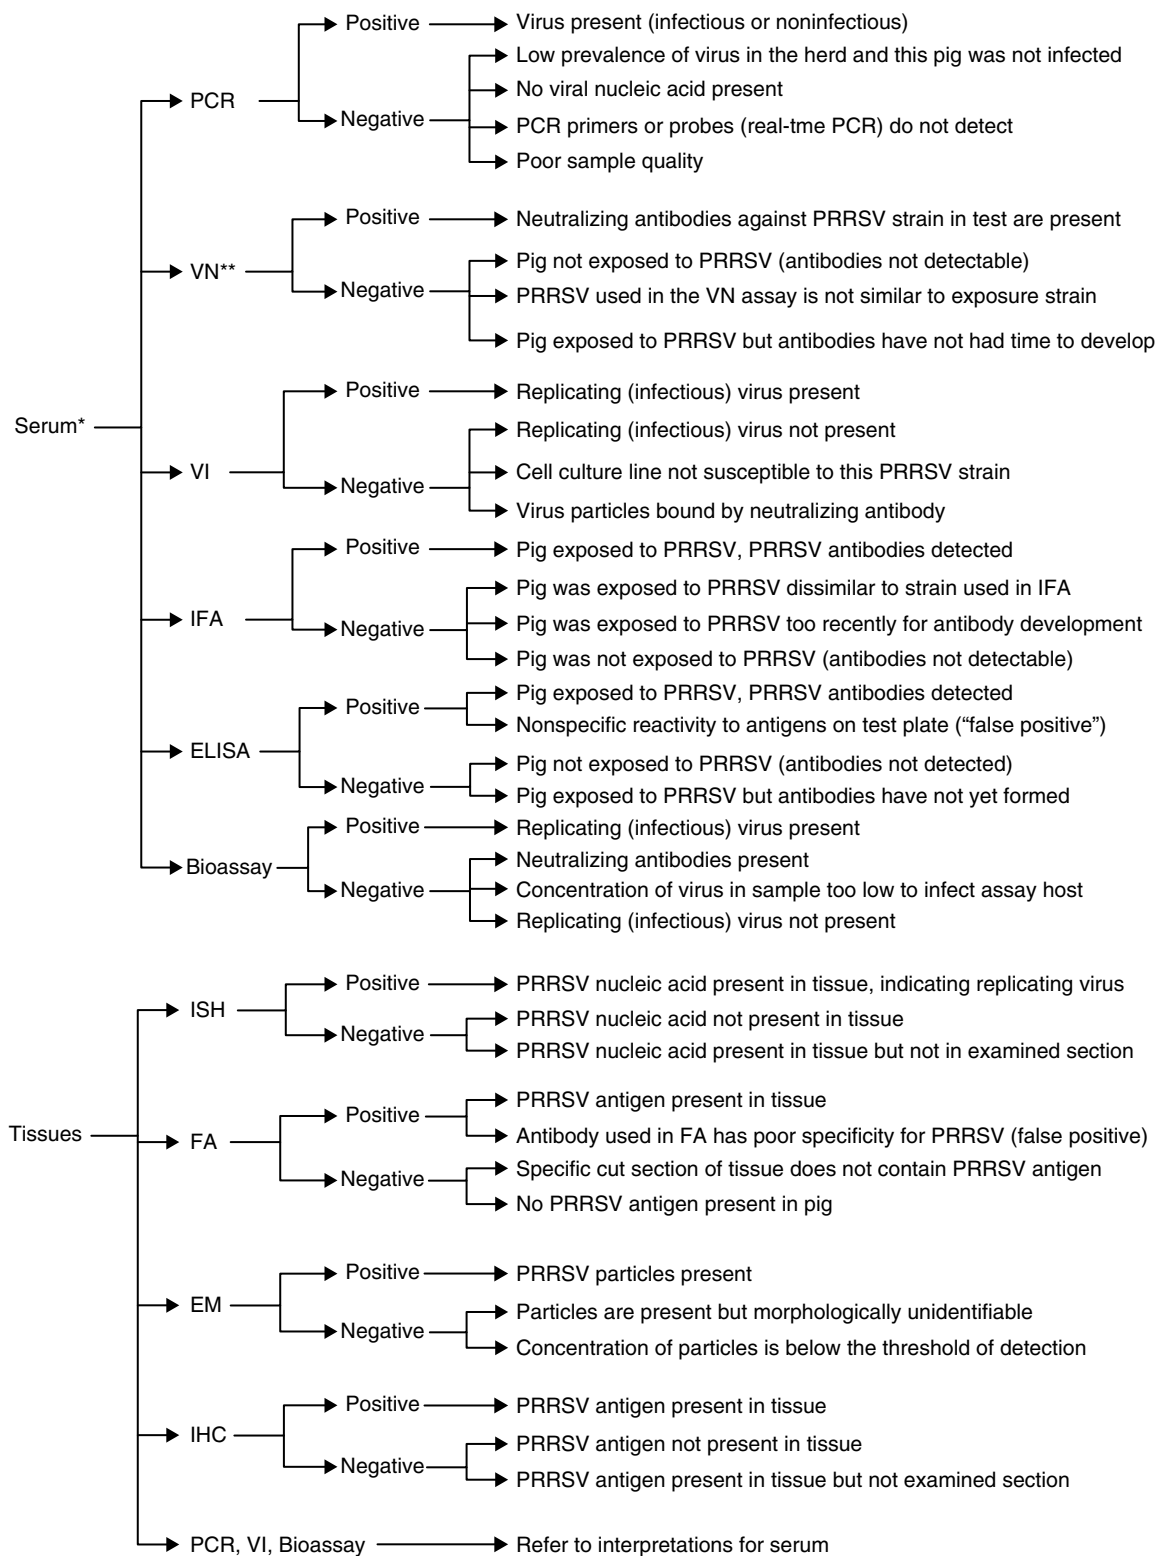 Serum*
PCR
Positive
Virus present (infectious or noninfectious)
Negative
Low prevalence of virus in the herd and this pig was not infected
No viral nucleic acid present
PCR primers or probes (real-tme PCR) do not detect
Poor sample quality
VN**
Positive
Neutralizing antibodies against PRRSV strain in test are present
Negative
Pig not exposed to PRRSV (antibodies not detectable)
PRRSV used in the VN assay is not similar to exposure strain
Pig exposed to PRRSV but antibodies have not had time to develop
VI
Positive
Replicating (infectious) virus present
Negative
Replicating (infectious) virus not present
Cell culture line not susceptible to this PRRSV strain
Virus particles bound by neutralizing antibody
IFA
Positive
Pig exposed to PRRSV, PRRSV antibodies detected
Negative
Pig was exposed to PRRSV dissimilar to strain used in IFA
Pig was exposed to PRRSV too recently for antibody development
Pig was not exposed to PRRSV (antibodies not detectable)
ELISA
Positive
Pig exposed to PRRSV, PRRSV antibodies detected
Nonspecific reactivity to antigens on test plate (“false positive”)
Negative
Pig not exposed to PRRSV (antibodies not detected)
Pig exposed to PRRSV but antibodies have not yet formed
Bioassay
Positive
Replicating (infectious) virus present
Negative
Neutralizing antibodies present
Concentration of virus in sample too low to infect assay host
Replicating (infectious) virus not present
Tissues
ISH
Positive
PRRSV nucleic acid present in tissue, indicating replicating virus
Negative
PRRSV nucleic acid not present in tissue
PRRSV nucleic acid present in tissue but not in examined section
FA
Positive
PRRSV antigen present in tissue
Antibody used in FA has poor specificity for PRRSV (false positive)
Negative
Specific cut section of tissue does not contain PRRSV antigen
No PRRSV antigen present in pig
EM
Positive
PRRSV particles present
Negative
Particles are present but morphologically unidentifiable
Concentration of particles is below the threshold of detection
IHC
Positive
PRRSV antigen present in tissue
Negative
PRRSV antigen not present in tissue
PRRSV antigen present in tissue but not examined section
PCR, VI, Bioassay
Refer to interpretations for serum